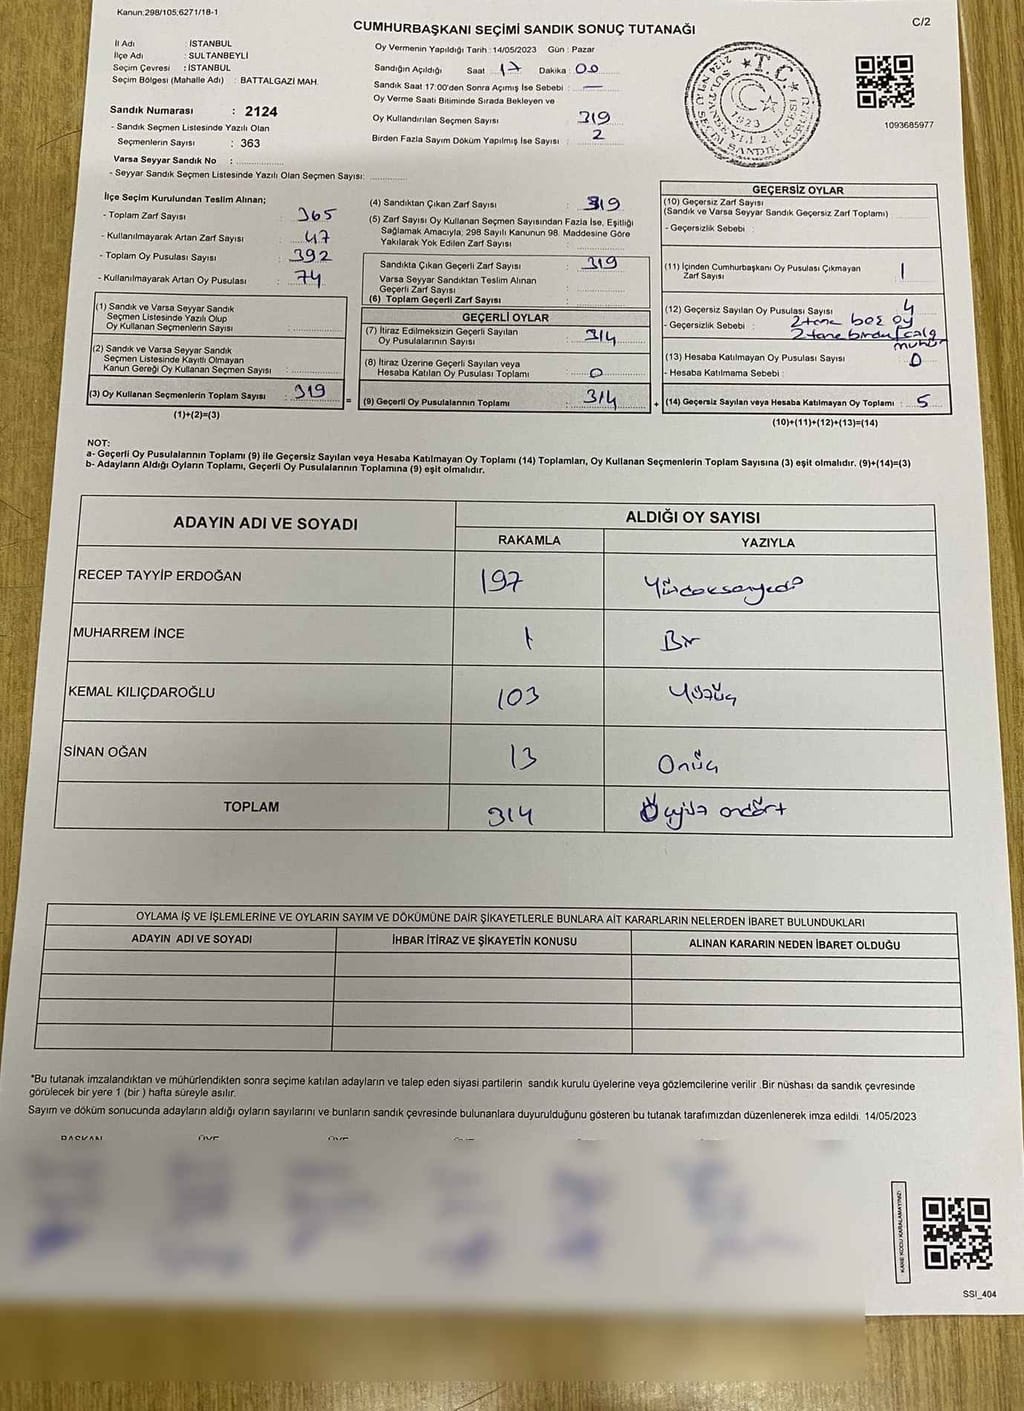 Kanun:298/105,6271/18-1
C/2
CUMHURBAŞKANI SEÇİMİ SANDIK SONUÇ TUTANAĞI
İl Adı : İSTANBUL
İlçe Adı : SULTANBEYLİ
Seçim Çevresi : İSTANBUL
Seçim Bölgesi (Mahalle Adı) : BATTALGAZİ MAH.
Sandık Numarası : 2124
- Sandık Seçmen Listesinde Yazılı Olan
Seçmenlerin Sayısı : 363
Varsa Seyyar Sandık No :
- Seyyar Sandık Seçmen Listesinde Yazılı Olan Seçmen Sayısı:
Oy Vermenin Yapıldığı Tarih :14/05/2023 Gün : Pazar
Sandığın Açıldığı Saat 17 Dakika : 00
Sandık Saat 17:00'den Sonra Açımış İse Sebebi : —
Oy Verme Saati Bitiminde Sırada Bekleyen ve
Oy Kullandırılan Seçmen Sayısı : 319
Birden Fazla Sayım Döküm Yapılmış İse Sayısı : 2
T.C.
1923
1093685977
İlçe Seçim Kurulundan Teslim Alınan;
- Toplam Zarf Sayısı : 365
- Kullanılmayarak Artan Zarf Sayısı : 47
- Toplam Oy Pusulası Sayısı : 392
- Kullanılmayarak Artan Oy Pusulası : 74
(1) Sandık ve Varsa Seyyar Sandık
Seçmen Listesinde Yazılı Olup
Oy Kullanan Seçmenlerin Sayısı :
(2) Sandık ve Varsa Seyyar Sandık
Seçmen Listesinde Kayıtlı Olmayan
Kanun Gereği Oy Kullanan Seçmen Sayısı :
(3) Oy Kullanan Seçmenlerin Toplam Sayısı : 319
(1)+(2)=(3)
=
(4) Sandıktan Çıkan Zarf Sayısı : 319
(5) Zarf Sayısı Oy Kullanan Seçmen Sayısından Fazla İse, Eşitliği
Sağlamak Amacıyla; 298 Sayılı Kanunun 98. Maddesine Göre
Yakılarak Yok Edilen Zarf Sayısı :
Sandıkta Çıkan Geçerli Zarf Sayısı : 319
Varsa Seyyar Sandıktan Teslim Alınan
Geçerli Zarf Sayısı :
(6) Toplam Geçerli Zarf Sayısı :
GEÇERLİ OYLAR
(7) İtiraz Edilmeksizin Geçerli Sayılan
Oy Pusulalarının Sayısı : 314
(8) İtiraz Üzerine Geçerli Sayılan veya
Hesaba Katılan Oy Pusulası Toplamı : 0
(9) Geçerli Oy Pusulalarının Toplamı : 314
+
GEÇERSİZ OYLAR
(10) Geçersiz Zarf Sayısı
(Sandık ve Varsa Seyyar Sandık Geçersiz Zarf Toplamı) :
- Geçersizlik Sebebi :
(11) İçinden Cumhurbaşkanı Oy Pusulası Çıkmayan
Zarf Sayısı : 1
(12) Geçersiz Sayılan Oy Pusulası Sayısı : 4
- Geçersizlik Sebebi : 2 tane boş oy
2 tane birden fazla
mühür
(13) Hesaba Katılmayan Oy Pusulası Sayısı : 0
- Hesaba Katılmama Sebebi :
(14) Geçersiz Sayılan veya Hesaba Katılmayan Oy Toplamı : 5
(10)+(11)+(12)+(13)=(14)
NOT:
a- Geçerli Oy Pusulalarının Toplamı (9) ile Geçersiz Sayılan veya Hesaba Katılmayan Oy Toplamı (14) Toplamları, Oy Kullanan Seçmenlerin Toplam Sayısına (3) eşit olmalıdır. (9)+(14)=(3)
b- Adayların Aldığı Oyların Toplamı, Geçerli Oy Pusulalarının Toplamına (9) eşit olmalıdır.
ADAYIN ADI VE SOYADI
ALDIĞI OY SAYISI
RAKAMLA YAZIYLA
RECEP TAYYİP ERDOĞAN 197 Yüzdoksanyedi
MUHARREM İNCE 1 Bir
KEMAL KILIÇDAROĞLU 103 Yüzüç
SİNAN OĞAN 13 Onüç
TOPLAM 314 Üçyüz ondört
OYLAMA İŞ VE İŞLEMLERİNE VE OYLARIN SAYIM VE DÖKÜMÜNE DAİR ŞİKAYETLERLE BUNLARA AİT KARARLARIN NELERDEN İBARET BULUNDUKLARI
ADAYIN ADI VE SOYADI İHBAR İTİRAZ VE ŞİKAYETİN KONUSU ALINAN KARARIN NEDEN İBARET OLDUĞU
*Bu tutanak imzalandıktan ve mühürlendikten sonra seçime katılan adayların ve talep eden siyasi partilerin sandık kurulu üyelerine veya gözlemcilerine verilir .Bir nüshası da sandık çevresinde
görülecek bir yere 1 (bir ) hafta süreyle asılır.
Sayım ve döküm sonucunda adayların aldığı oyların sayılarını ve bunların sandık çevresinde bulunanlara duyurulduğunu gösteren bu tutanak tarafımızdan düzenlenerek imza edildi. 14/05/2023
BAŞKAN ÜYE ÜYE ÜYE
KARE KODU KARALAMAYINIZ!
SSI_404